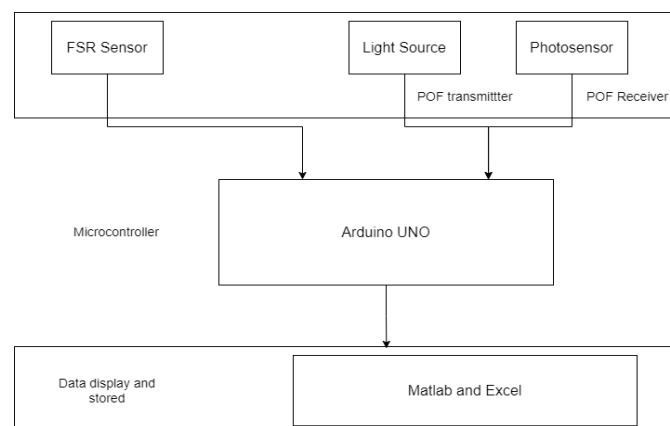 FSR Sensor
Light Source
Photosensor
POF transmittter
POF Receiver
Microcontroller
Arduino UNO
Data display and
stored
Matlab and Excel